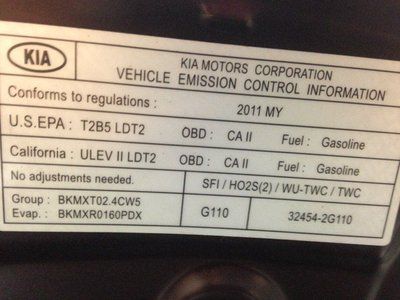 KIA
KIA MOTORS CORPORATION
VEHICLE EMISSION CONTROL INFORMATION
Conforms to regulations : 2011 MY
U.S.EPA : T2B5 LDT2 OBD : CA II Fuel : Gasoline
California : ULEV II LDT2 OBD : CA II Fuel : Gasoline
No adjustments needed. SFI / HO2S(2) / WU-TWC / TWC
Group : BKMXT02.4CW5
Evap. : BKMXR0160PDX G110 32454-2G110